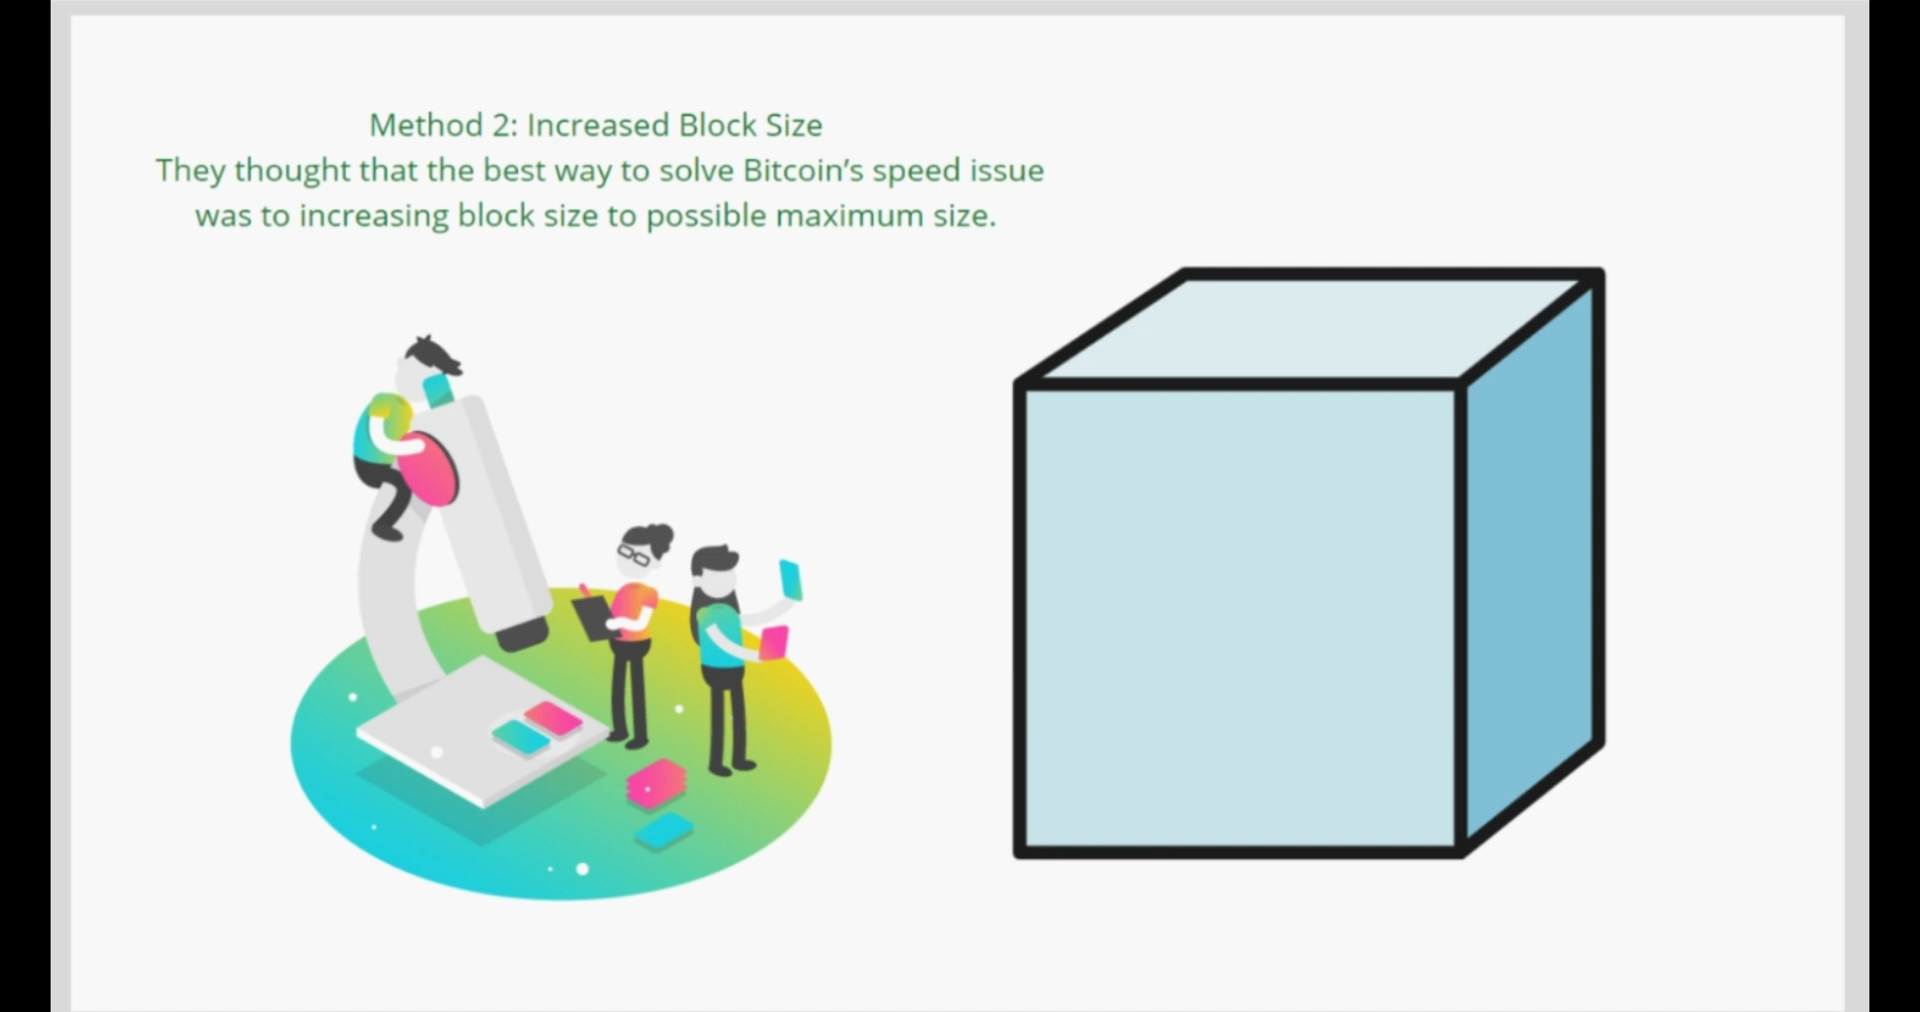 Method 2: Increased Block Size
They thought that the best way to solve Bitcoin’s speed issue
was to increasing block size to possible maximum size.